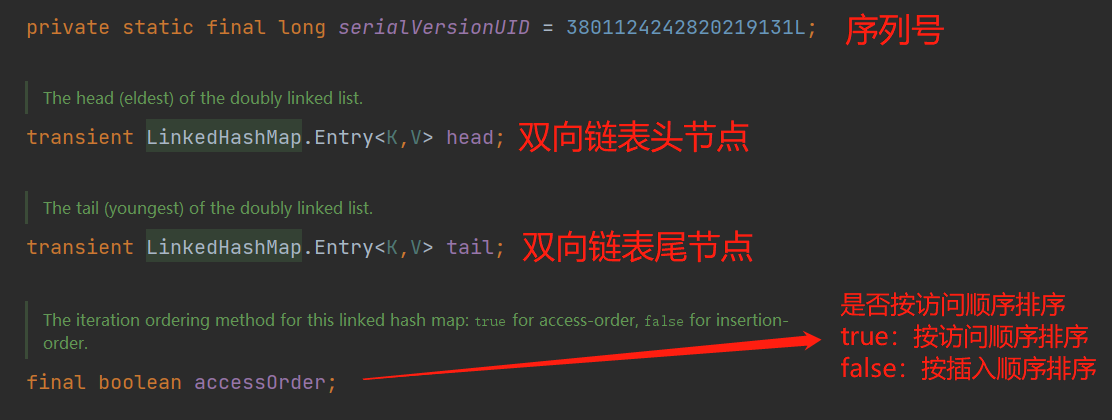 private static final long serialVersionUID = 3801124242820219131L; 序列号
The head (eldest) of the doubly linked list.
transient LinkedHashMap.Entry<K,V> head; 双向链表头节点
The tail (youngest) of the doubly linked list.
transient LinkedHashMap.Entry<K,V> tail; 双向链表尾节点
The iteration ordering method for this linked hash map: true for access-order, false for insertion-
order.
final boolean accessOrder;
是否按访问顺序排序
true：按访问顺序排序
false：按插入顺序排序